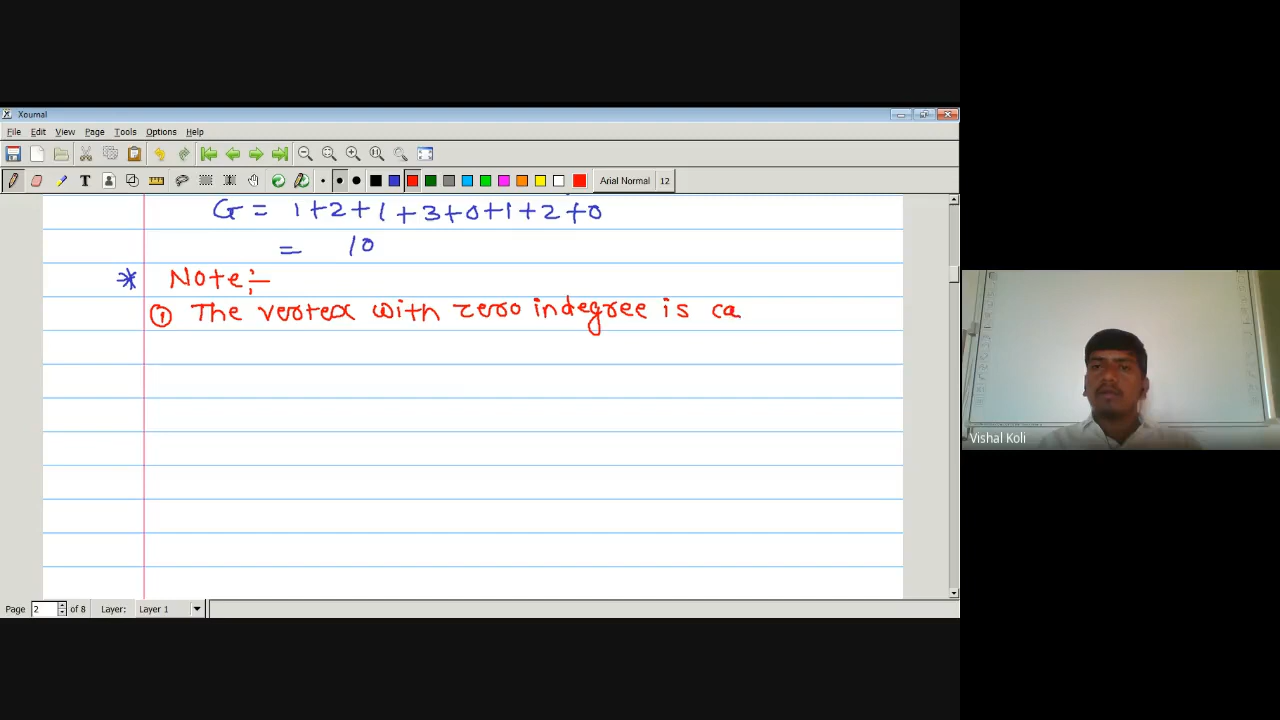 Xournal
File Edit View Page Tools Options Help
Arial Normal 12
G = 1+2+1+3+0+1+2+0
= 10
* Note:-
① The vertex with zero indegree is ca
Vishal Koli
Page 2 of 8 Layer: Layer 1